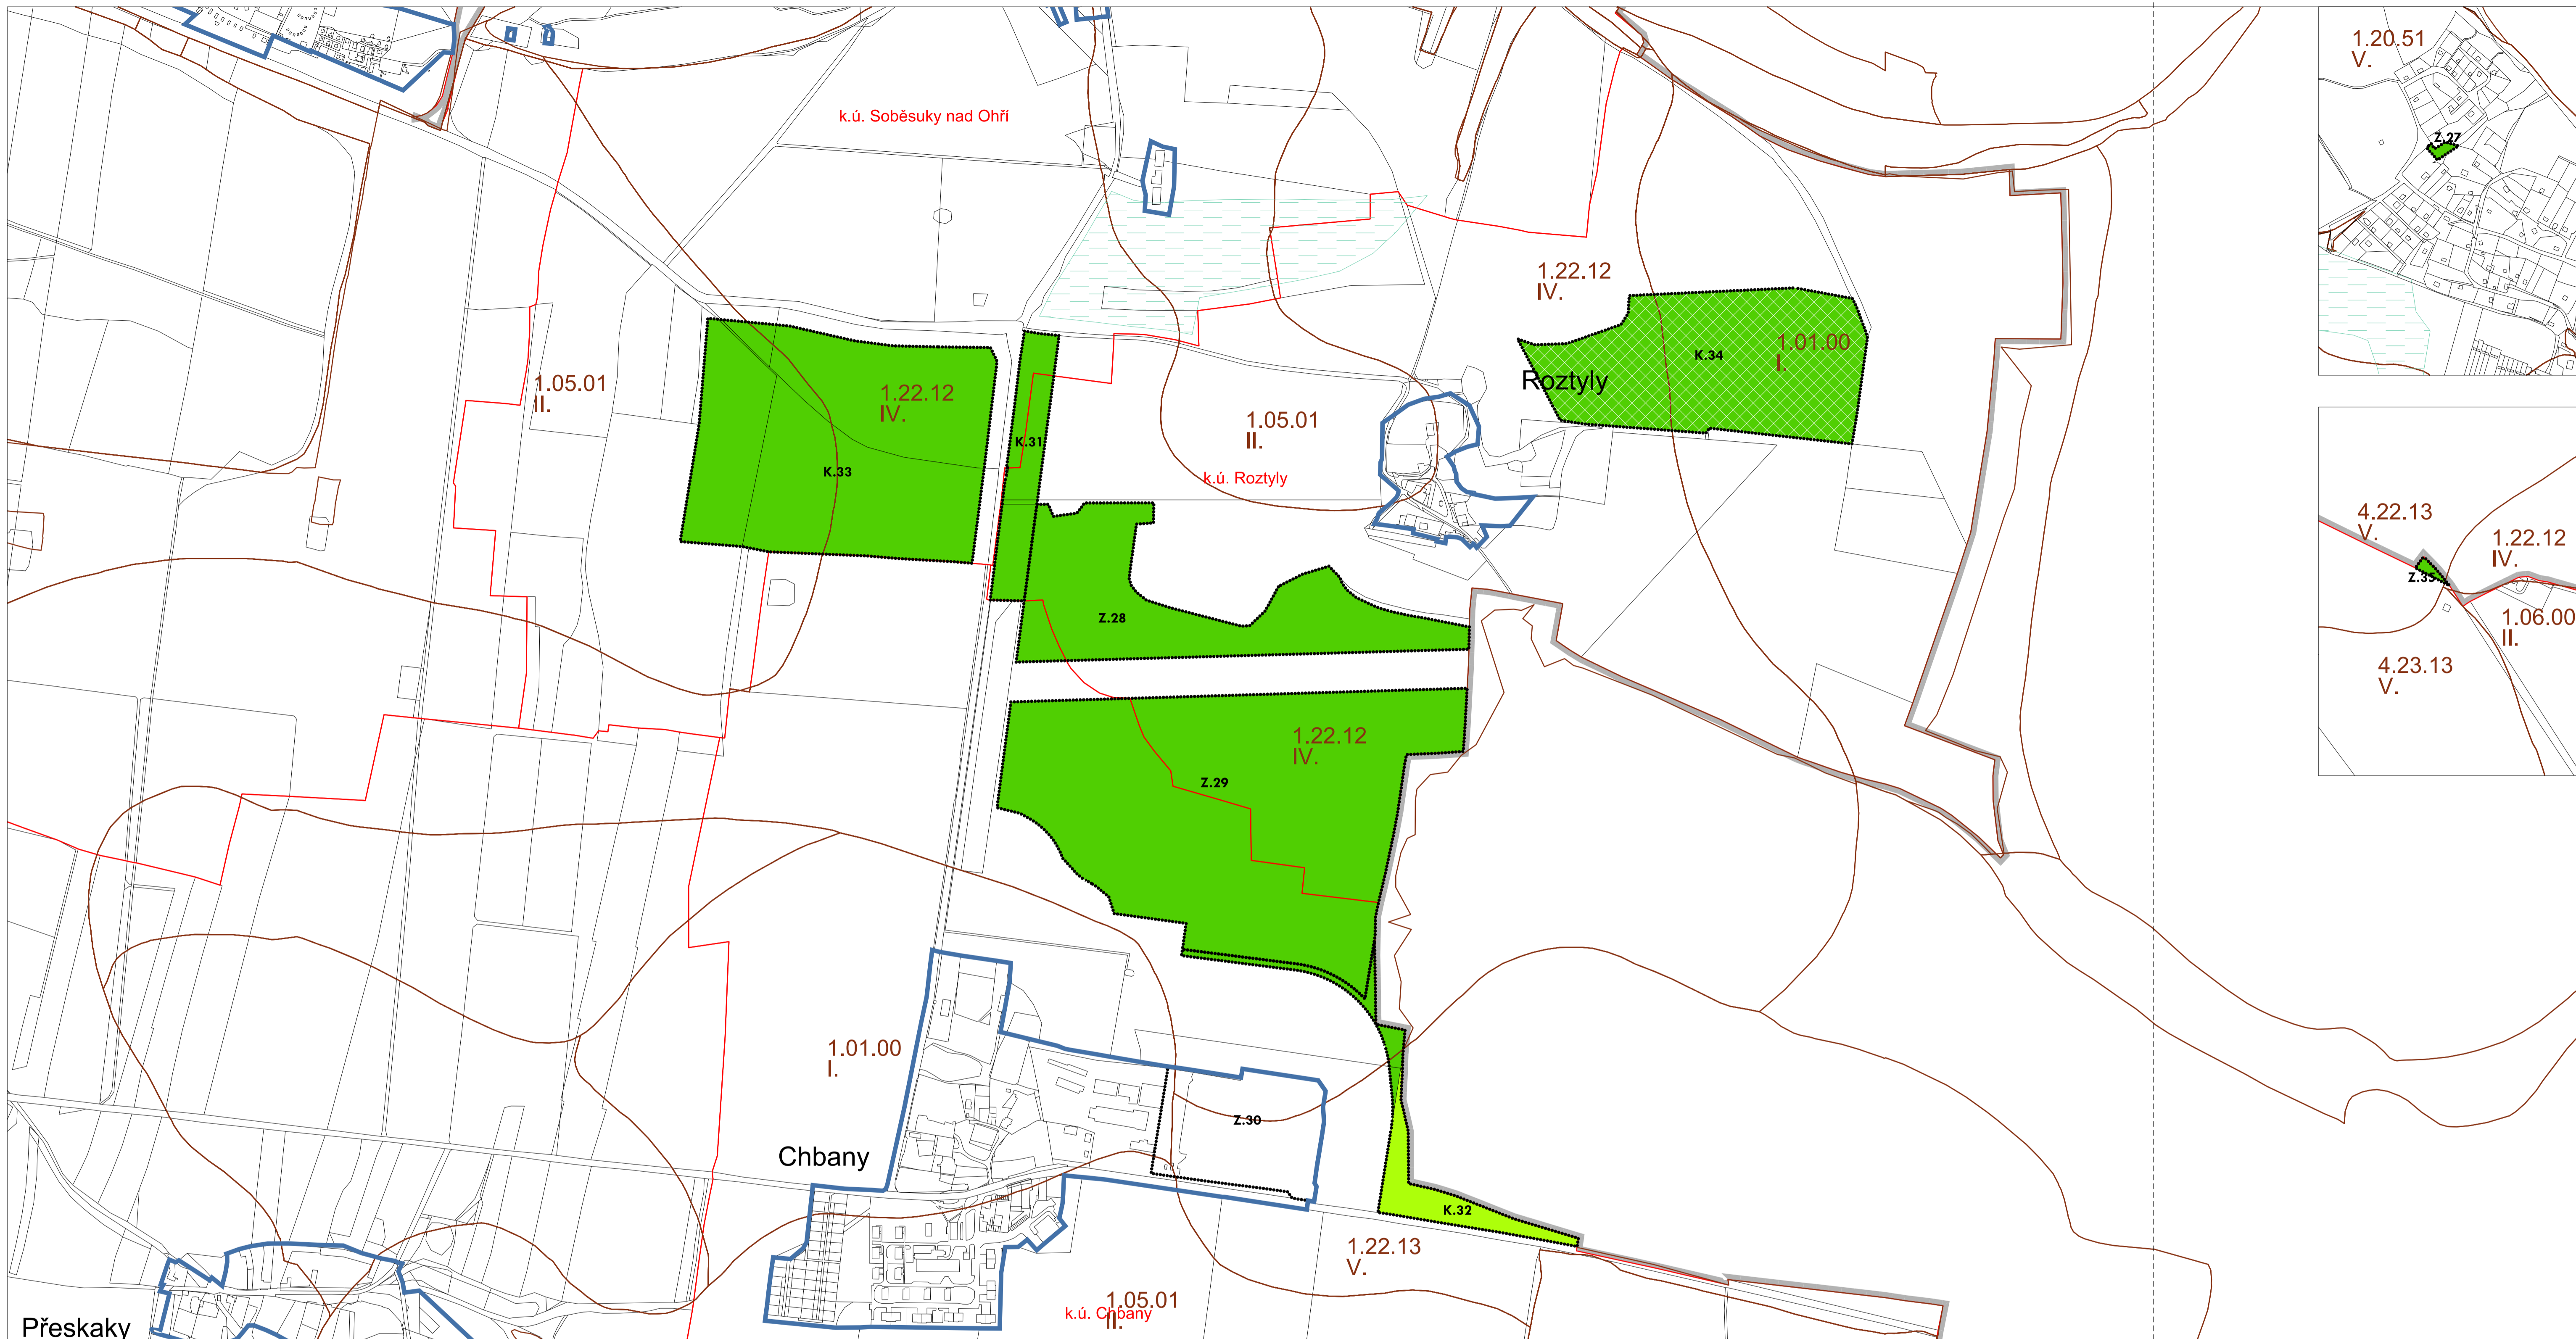 1.20.51
V.
Z.27
k.ú. Soběsuky nad Ohří
1.22.12
IV.
1.01.00
I.
K.34
Roztyly
1.05.01
II.
1.22.12
IV.
K.33
K.31
1.05.01
II.
k.ú. Roztyly
4.22.13
V.
1.22.12
IV.
Z.35
1.06.00
II.
4.23.13
V.
Z.28
1.22.12
IV.
Z.29
1.01.00
I.
Z.30
Chbany
K.32
1.22.13
V.
1.05.01
II.
k.ú. Chbany
Přeskaky